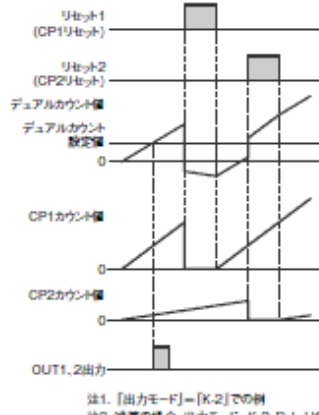 リセット1
(CP1リセット)
リセット2
(CP2リセット)
デュアルカウント値
デュアルカウント
設定値
0
CP1カウント値
0
CP2カウント値
0
OUT1, 2出力
注1. 「出力モード」=「K-2」での例